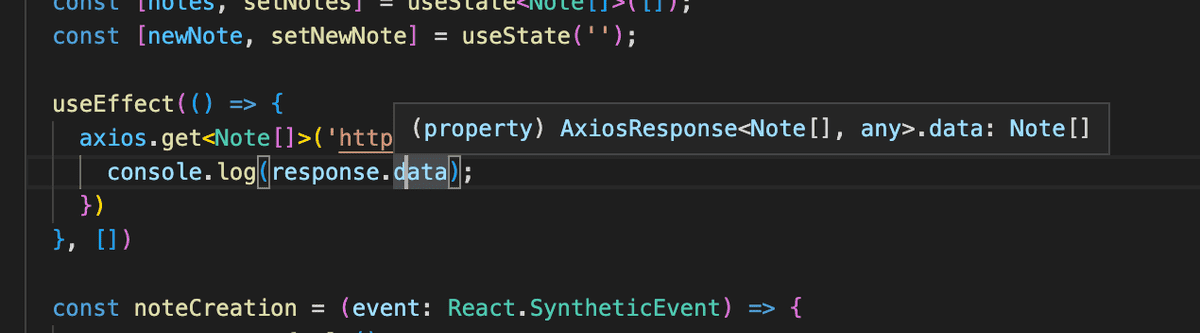 const [notes, setNotes] = useState<Note[]>([]);
const [newNote, setNewNote] = useState('');
useEffect(() => {
(property) AxiosResponse<Note[], any>.data: Note[]
axios.get<Note[]>('http
console.log(response.data);
})
}, [])
const noteCreation = (event: React.SyntheticEvent) => {